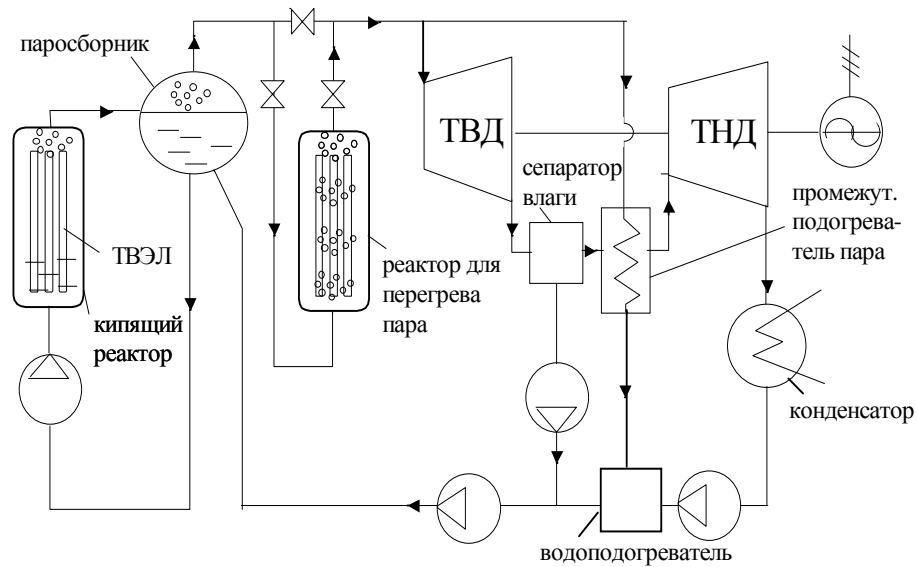 паросборник
ТВД
ТНД
сепаратор
влаги
промежут.
подогрева-
тель пара
ТВЭЛ
реактор для
перегрева
пара
кипящий
реактор
конденсатор
водоподогреватель